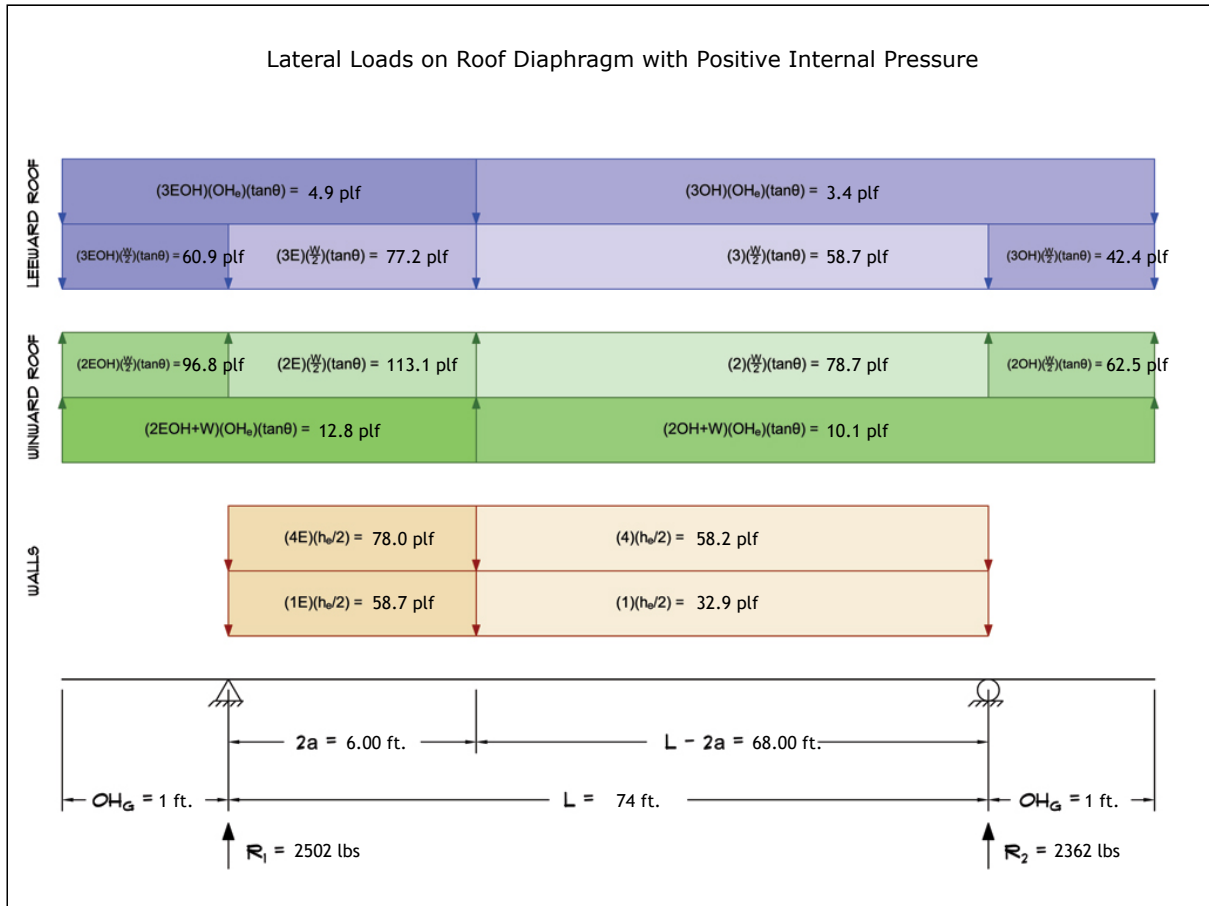 Lateral Loads on Roof Diaphragm with Positive Internal Pressure
LEEWARD ROOF
(3EOH)(OHₑ)(tanθ) = 4.9 plf
(3OH)(OHₑ)(tanθ) = 3.4 plf
(3EOH)(W/2)(tanθ) = 60.9 plf
(3E)(W/2)(tanθ) = 77.2 plf
(3)(W/2)(tanθ) = 58.7 plf
(3OH)(W/2)(tanθ) = 42.4 plf
WINWARD ROOF
(2EOH)(W/2)(tanθ) = 96.8 plf
(2E)(W/2)(tanθ) = 113.1 plf
(2)(W/2)(tanθ) = 78.7 plf
(2OH)(W/2)(tanθ) = 62.5 plf
(2EOH+W)(OHₑ)(tanθ) = 12.8 plf
(2OH+W)(OHₑ)(tanθ) = 10.1 plf
WALLS
(4E)(hₑ/2) = 78.0 plf
(4)(hₑ/2) = 58.2 plf
(1E)(hₑ/2) = 58.7 plf
(1)(hₑ/2) = 32.9 plf
2a = 6.00 ft.
L - 2a = 68.00 ft.
OH_G = 1 ft.
L = 74 ft.
OH_G = 1 ft.
R₁ = 2502 lbs
R₂ = 2362 lbs